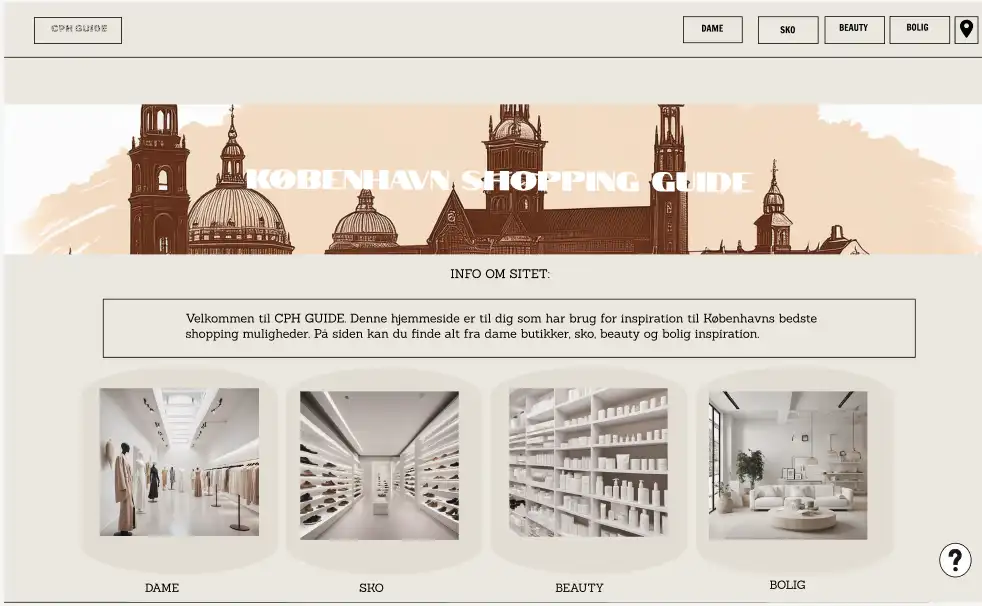 CPH GUIDE
DAME
SKO
BEAUTY
BOLIG
KØBENHAVN SHOPPING GUIDE
INFO OM SITET:
Velkommen til CPH GUIDE. Denne hjemmeside er til dig som har brug for inspiration til Københavns bedste
shopping muligheder. På siden kan du finde alt fra dame butikker, sko, beauty og bolig inspiration.
DAME
SKO
BEAUTY
BOLIG
?